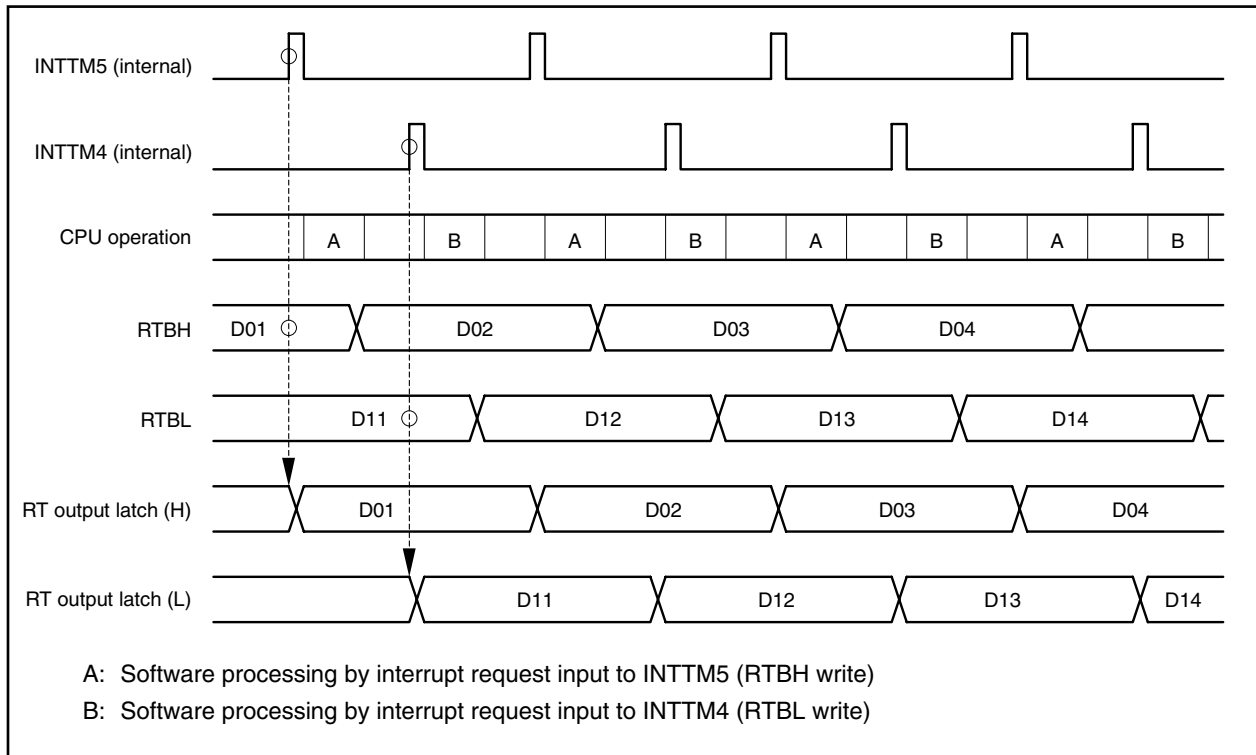 INTTM5 (internal)
INTTM4 (internal)
CPU operation A B A B A B A B
RTBH D01 D02 D03 D04
RTBL D11 D12 D13 D14
RT output latch (H) D01 D02 D03 D04
RT output latch (L) D11 D12 D13 D14
A: Software processing by interrupt request input to INTTM5 (RTBH write)
B: Software processing by interrupt request input to INTTM4 (RTBL write)